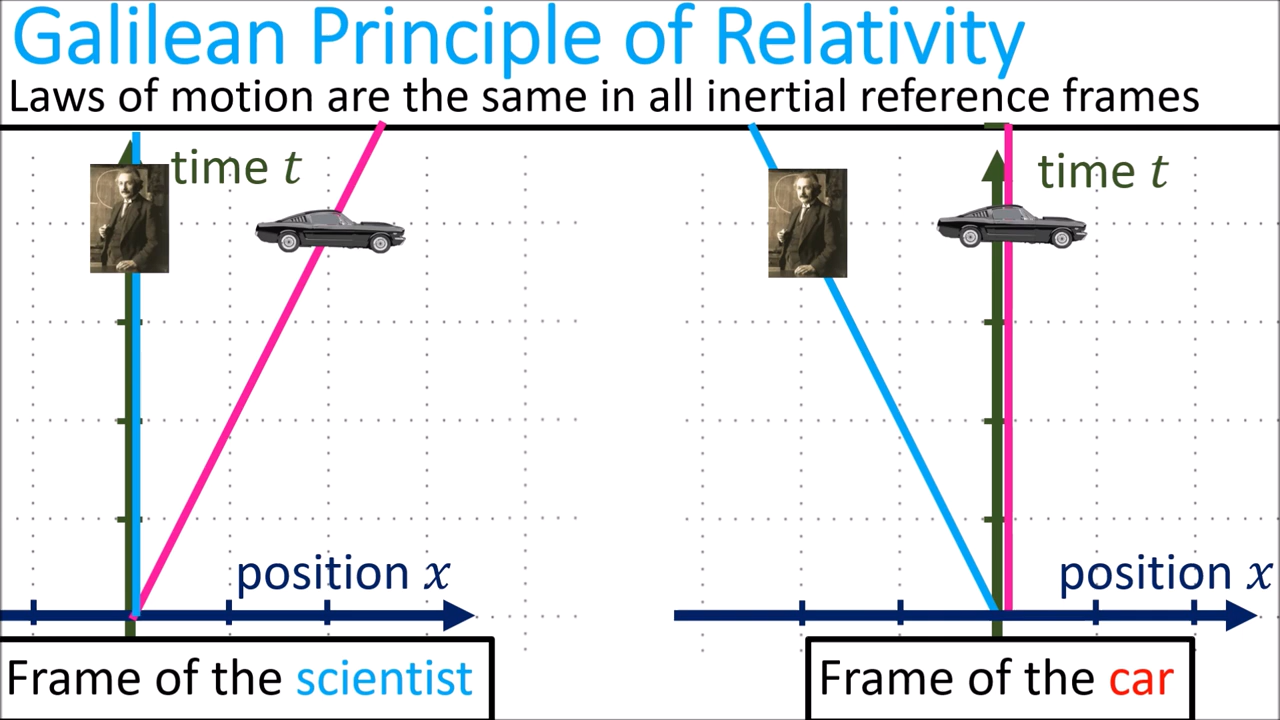 Galilean Principle of Relativity
Laws of motion are the same in all inertial reference frames
time t
time t
position x
position x
Frame of the scientist
Frame of the car